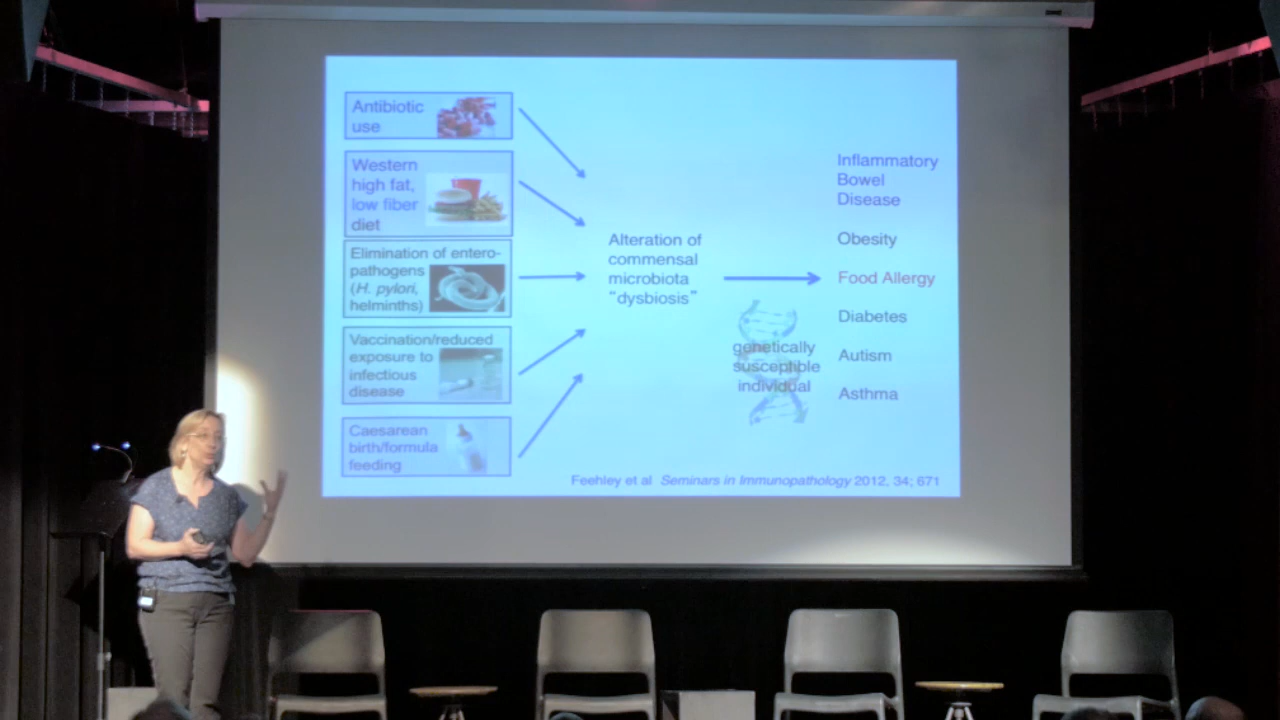 Antibiotic
use
Western
high fat,
low fiber
diet
Elimination of entero-
pathogens
(H. pylori,
helminths)
Vaccination/reduced
exposure to
infectious
disease
Caesarean
birth/formula
feeding
Alteration of
commensal
microbiota
“dysbiosis”
genetically
susceptible
individual
Inflammatory
Bowel
Disease
Obesity
Food Allergy
Diabetes
Autism
Asthma
Feehley et al Seminars in Immunopathology 2012, 34; 671